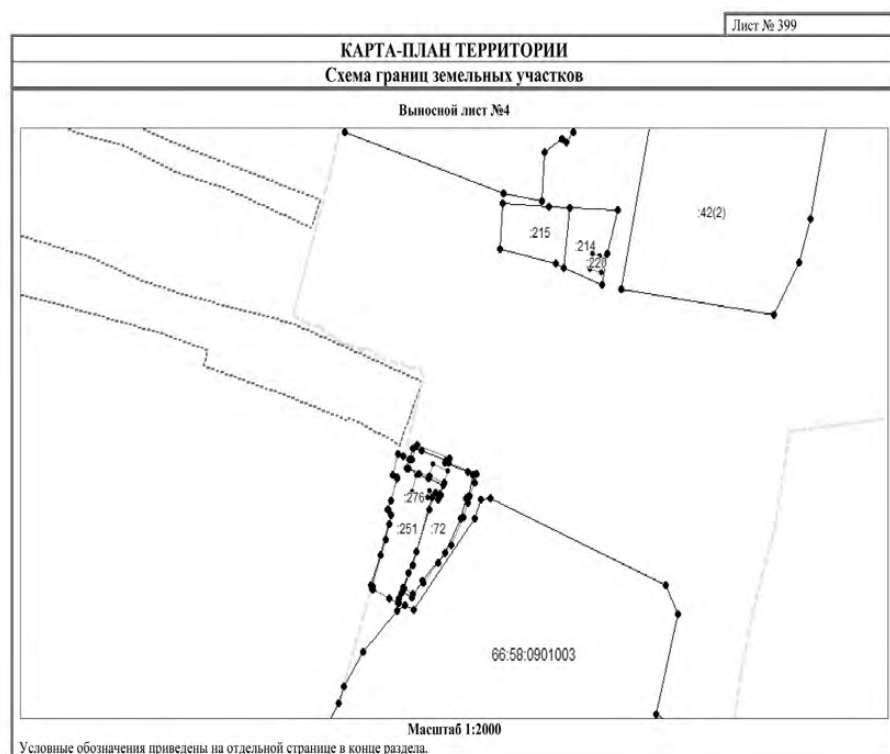 Лист № 399
КАРТА-ПЛАН ТЕРРИТОРИИ
Схема границ земельных участков
Выносной лист №4
:42(2)
:215
:214
:220
:276
:251
:72
66:58:0901003
Масштаб 1:2000
Условные обозначения приведены на отдельной странице в конце раздела.